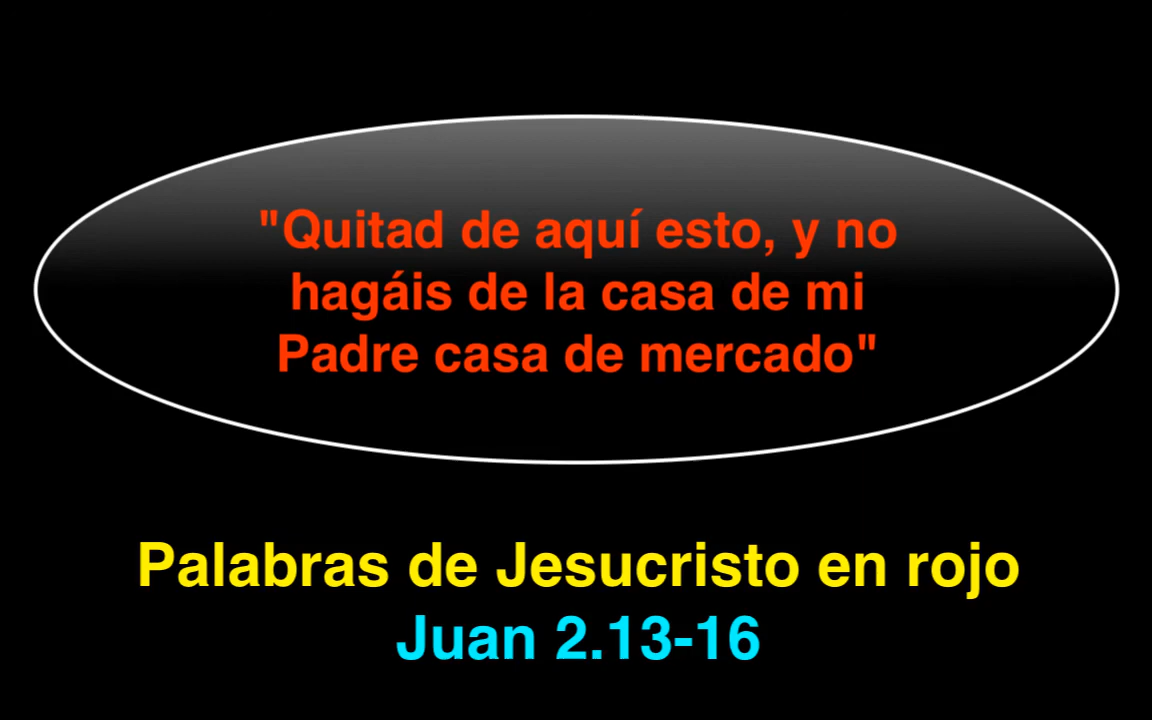 "Quitad de aquí esto, y no
hagáis de la casa de mi
Padre casa de mercado"
Palabras de Jesucristo en rojo
Juan 2.13-16